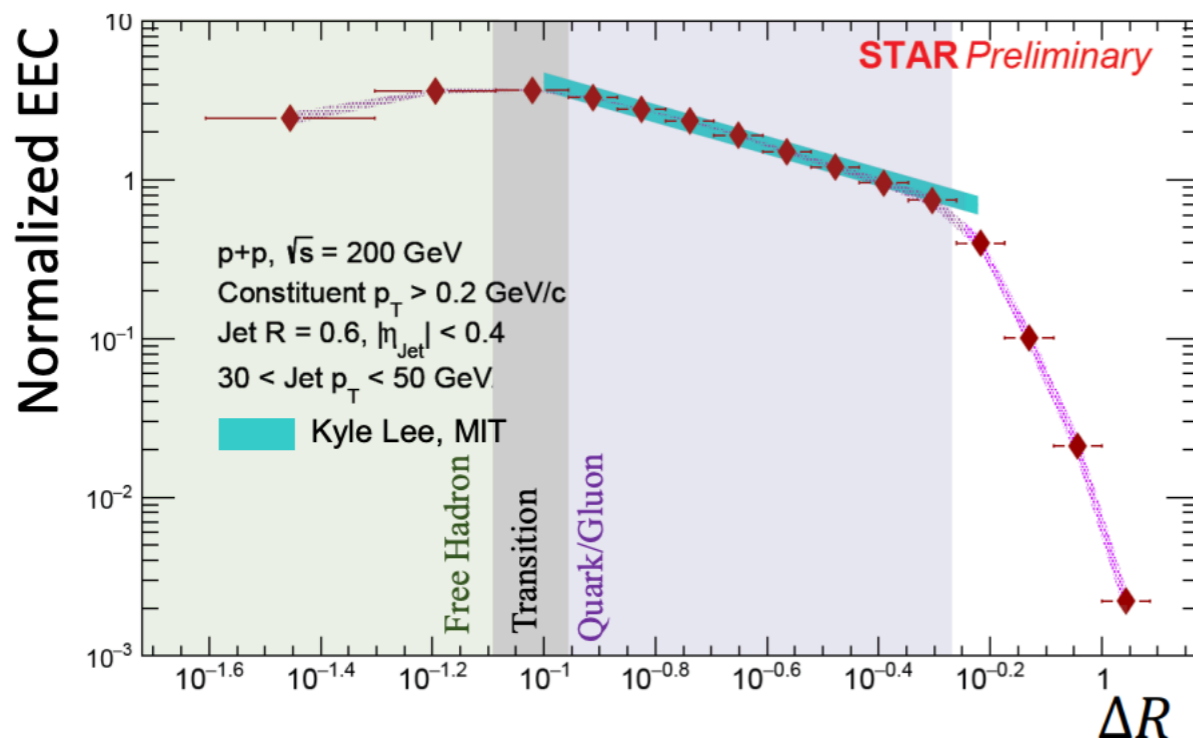 Normalized EEC
10
1
10⁻¹
10⁻²
10⁻³
STAR Preliminary
p+p, √s = 200 GeV
Constituent p_T > 0.2 GeV/c
Jet R = 0.6, |η_Jet| < 0.4
30 < Jet p_T < 50 GeV/
Kyle Lee, MIT
Free Hadron
Transition
Quark/Gluon
10⁻¹·⁶ 10⁻¹·⁴ 10⁻¹·² 10⁻¹ 10⁻⁰·⁸ 10⁻⁰·⁶ 10⁻⁰·⁴ 10⁻⁰·² 1
ΔR